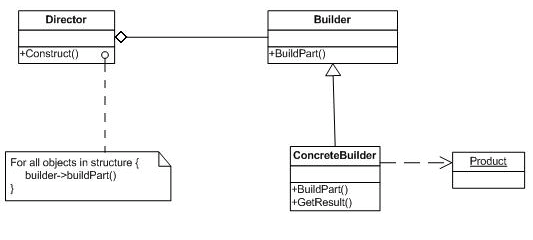 Director
Builder
+Construct()
+BuildPart()
For all objects in structure {
builder->buildPart()
}
ConcreteBuilder
Product
+BuildPart()
+GetResult()